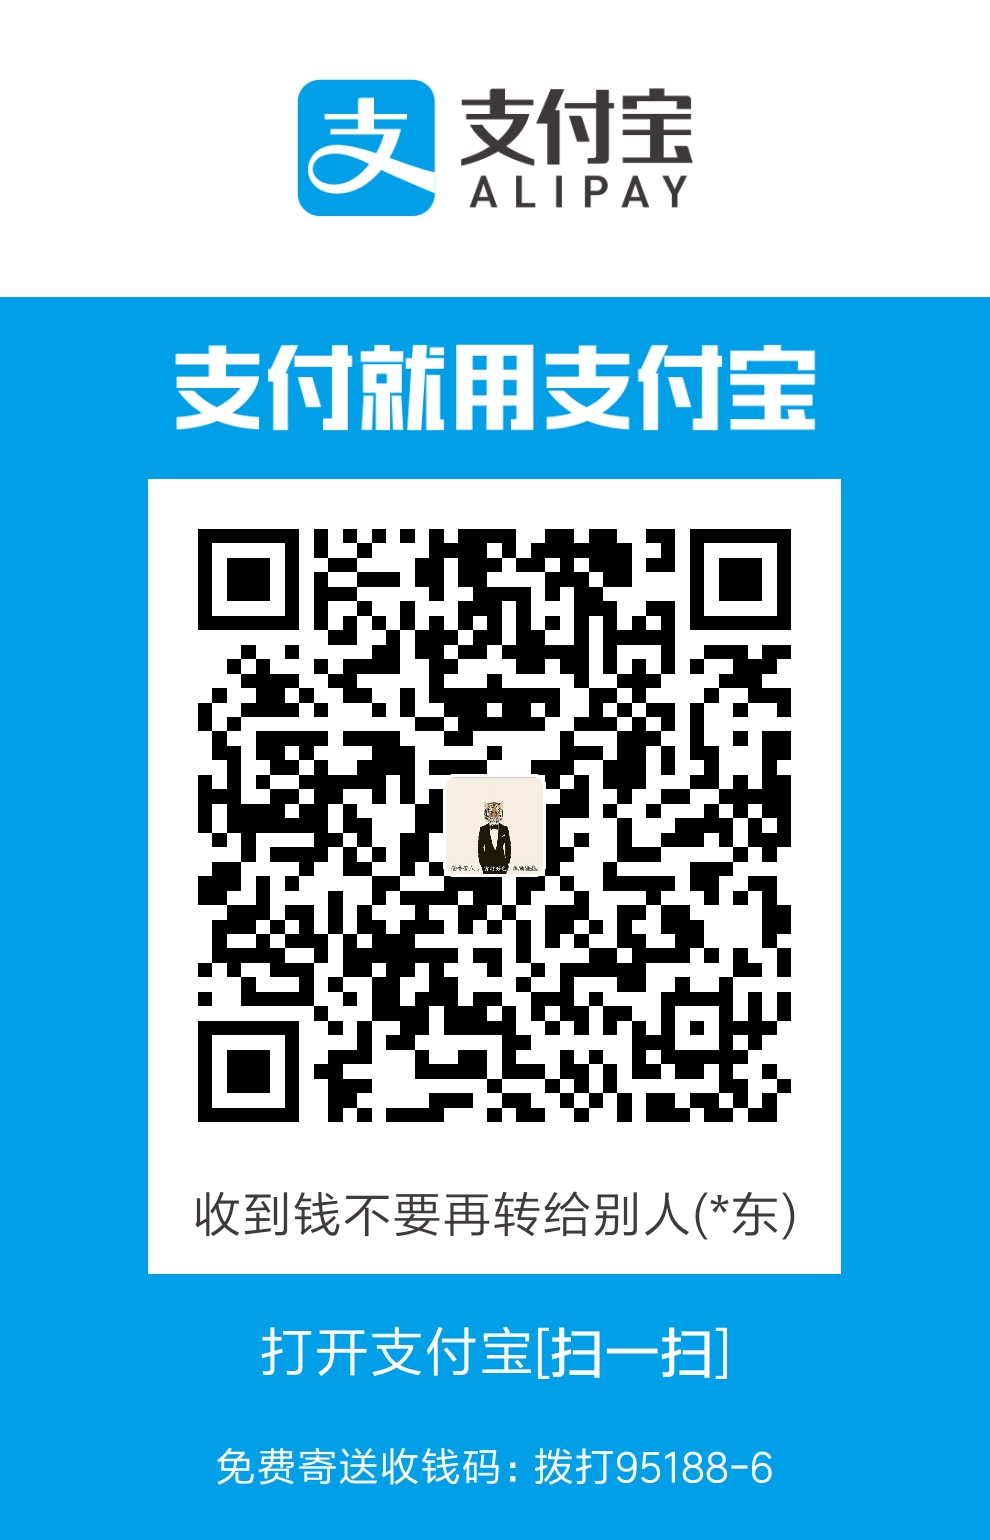 支
支付宝
ALIPAY
支付就用支付宝
收到钱不要再转给别人(*东)
打开支付宝[扫一扫]
免费寄送收钱码：拨打95188-6